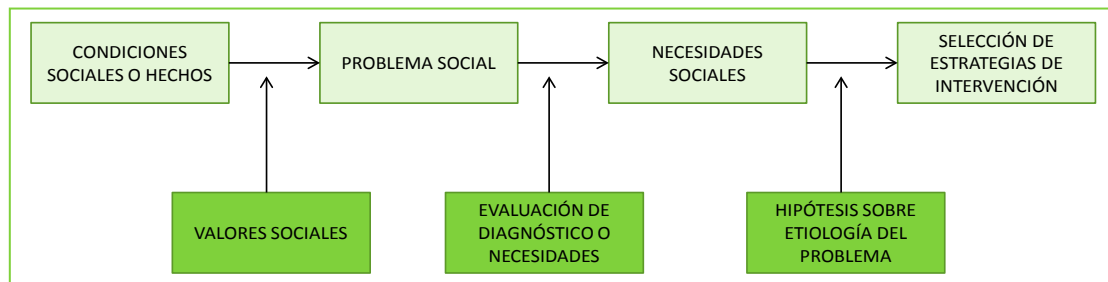 CONDICIONES
SOCIALES O HECHOS
PROBLEMA SOCIAL
NECESIDADES
SOCIALES
SELECCIÓN DE
ESTRATEGIAS DE
INTERVENCIÓN
VALORES SOCIALES
EVALUACIÓN DE
DIAGNÓSTICO O
NECESIDADES
HIPÓTESIS SOBRE
ETIOLOGÍA DEL
PROBLEMA